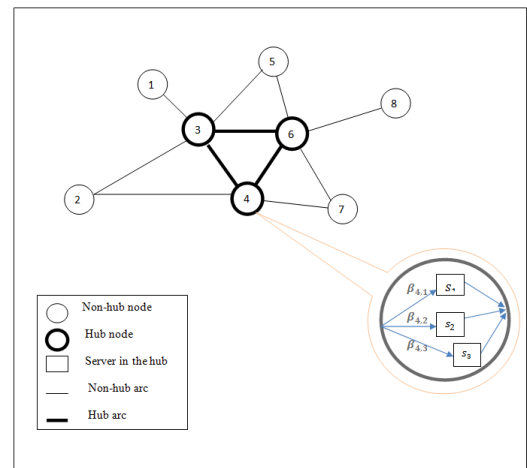 5
1
8
3
6
2
4
7
β4,1
S1
β4,2
S2
β4,3
S3
Non-hub node
Hub node
Server in the hub
Non-hub arc
Hub arc